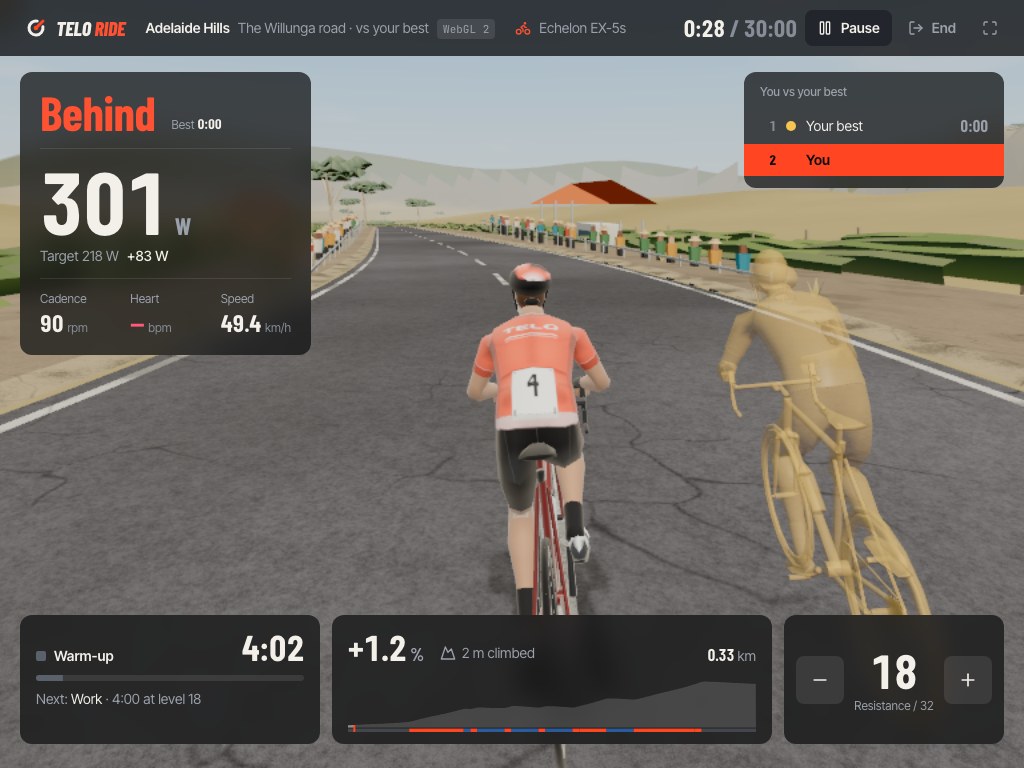 TELO RIDE Adelaide Hills The Willunga road · vs your best WebGL 2 Echelon EX-5s 0:28 / 30:00 Pause End
Behind Best 0:00
301 W
Target 218 W +83 W
Cadence Heart Speed
90 rpm — bpm 49.4 km/h
You vs your best
1 Your best 0:00
2 You
TELO
4
Warm-up 4:02
Next: Work · 4:00 at level 18
+1.2 % 2 m climbed 0.33 km
− 18 +
Resistance / 32